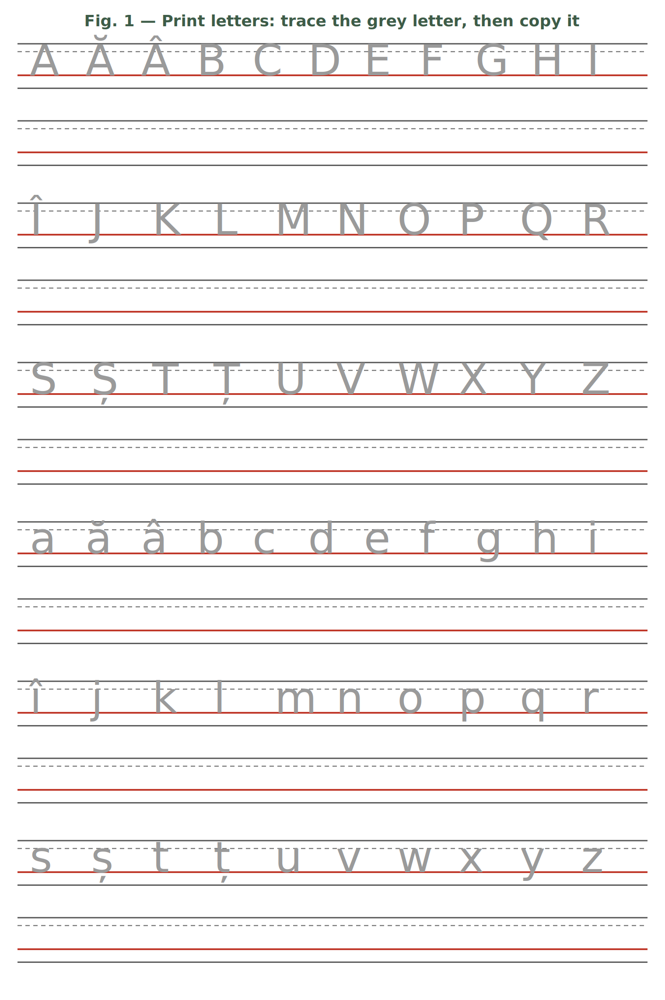 Fig. 1 — Print letters: trace the grey letter, then copy it
A Ă Â B C D E F G H I
Î J K L M N O P Q R
S Ș T Ț U V W X Y Z
a ă â b c d e f g h i
î j k l m n o p q r
s ș t ț u v w x y z